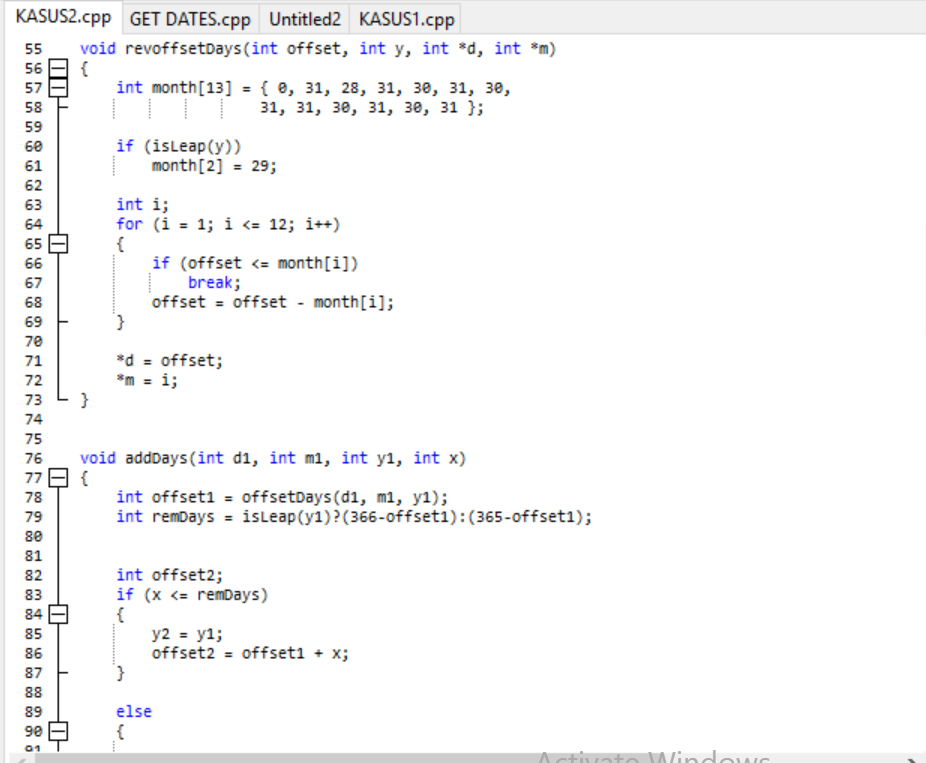 KASUS2.cpp GET DATES.cpp Untitled2 KASUS1.cpp
55 void revoffsetDays(int offset, int y, int *d, int *m)
56 {
57 int month[13] = { 0, 31, 28, 31, 30, 31, 30,
58 31, 31, 30, 31, 30, 31 };
59
60 if (isLeap(y))
61 month[2] = 29;
62
63 int i;
64 for (i = 1; i <= 12; i++)
65 {
66 if (offset <= month[i])
67 break;
68 offset = offset - month[i];
69 }
70
71 *d = offset;
72 *m = i;
73 }
74
75
76 void addDays(int d1, int m1, int y1, int x)
77 {
78 int offset1 = offsetDays(d1, m1, y1);
79 int remDays = isLeap(y1)?(366-offset1):(365-offset1);
80
81
82 int offset2;
83 if (x <= remDays)
84 {
85 y2 = y1;
86 offset2 = offset1 + x;
87 }
88
89 else
90 {
91
Activate Windows